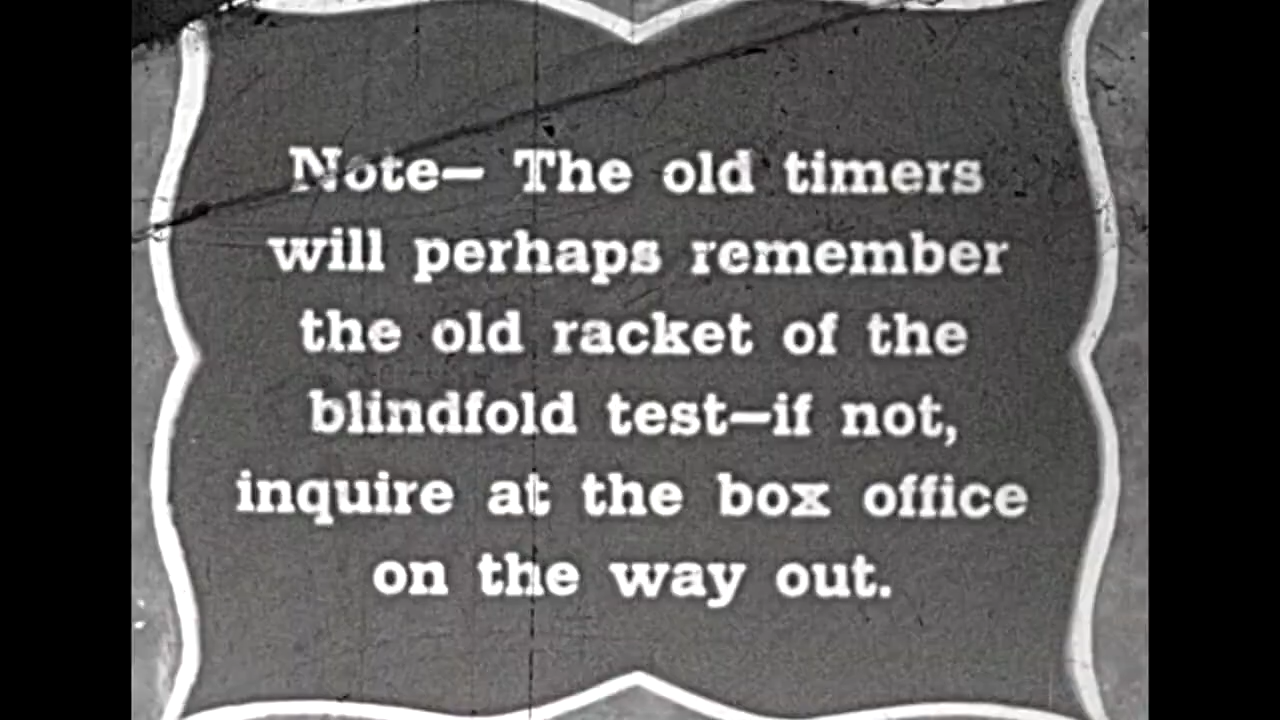 Note— The old timers
will perhaps remember
the old racket of the
blindfold test—if not,
inquire at the box office
on the way out.